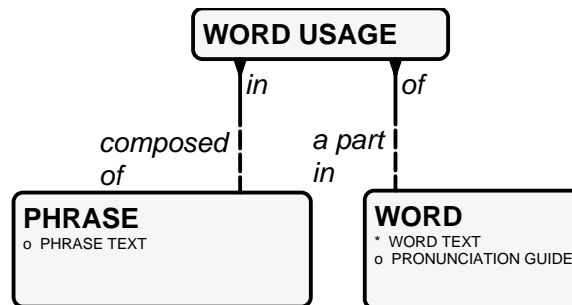 WORD USAGE
in
of
composed
of
a part
in
PHRASE
o PHRASE TEXT
WORD
* WORD TEXT
o PRONUNCIATION GUIDE